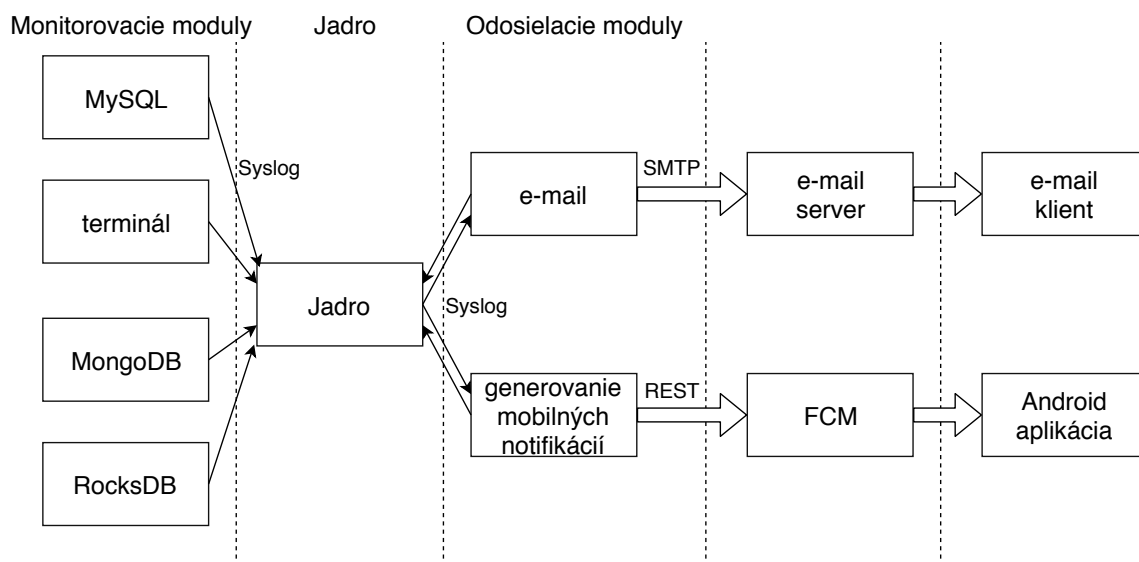 Monitorovacie moduly
Jadro
Odosielacie moduly
MySQL
Syslog
terminál
MongoDB
RocksDB
Jadro
Syslog
e-mail
SMTP
e-mail
server
e-mail
klient
generovanie
mobilných
notifikácií
REST
FCM
Android
aplikácia